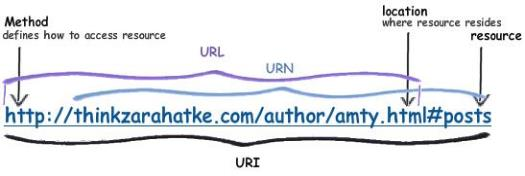 Method
defines how to access resource
location
where resource resides
resource
URL
URN
http://thinkzarahatke.com/author/amty.html#posts
URI